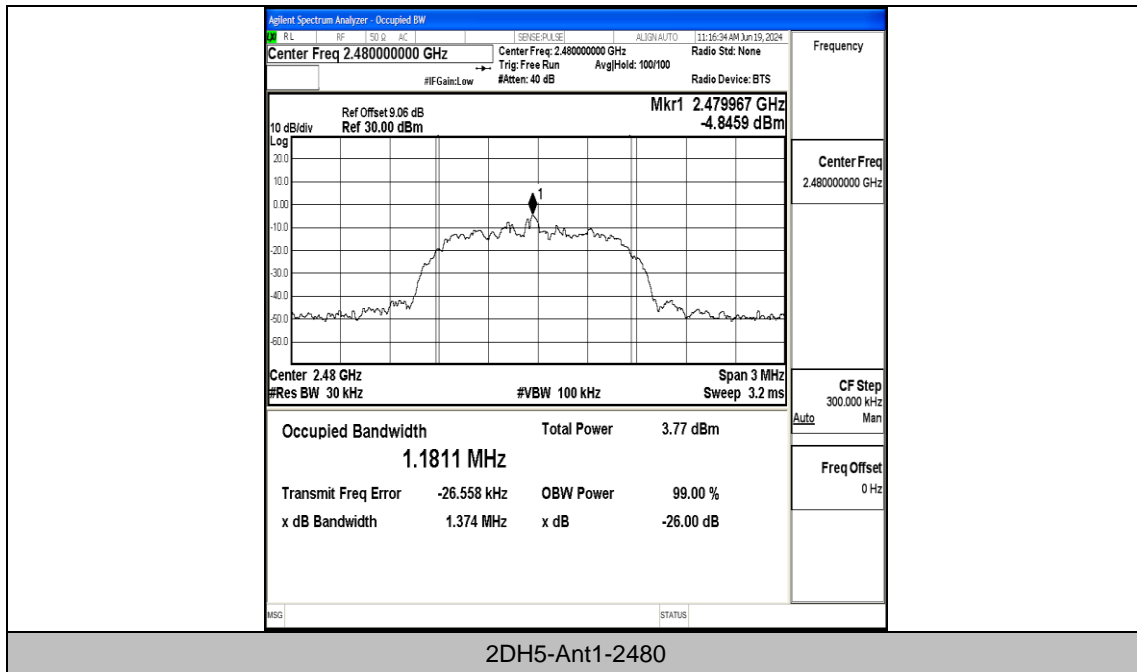 Agilent Spectrum Analyzer - Occupied BW
LXI RL RF 50 Ω AC SENSE:PULSE ALIGN AUTO 11:16:34 AM Jun 19, 2024
Center Freq 2.480000000 GHz
Center Freq: 2.480000000 GHz
Radio Std: None
Trig: Free Run Avg|Hold: 100/100
#IFGain:Low #Atten: 40 dB Radio Device: BTS
Frequency
Mkr1 2.479967 GHz
-4.8459 dBm
Ref Offset 9.06 dB
10 dB/div Ref 30.00 dBm
Log
20.0
10.0
0.00
-10.0
-20.0
-30.0
-40.0
-50.0
-60.0
1
Center 2.48 GHz Span 3 MHz
#Res BW 30 kHz #VBW 100 kHz Sweep 3.2 ms
Occupied Bandwidth Total Power 3.77 dBm
1.1811 MHz
Transmit Freq Error -26.558 kHz OBW Power 99.00 %
x dB Bandwidth 1.374 MHz x dB -26.00 dB
Center Freq
2.480000000 GHz
CF Step
300.000 kHz
Auto Man
Freq Offset
0 Hz
MSG STATUS
2DH5-Ant1-2480